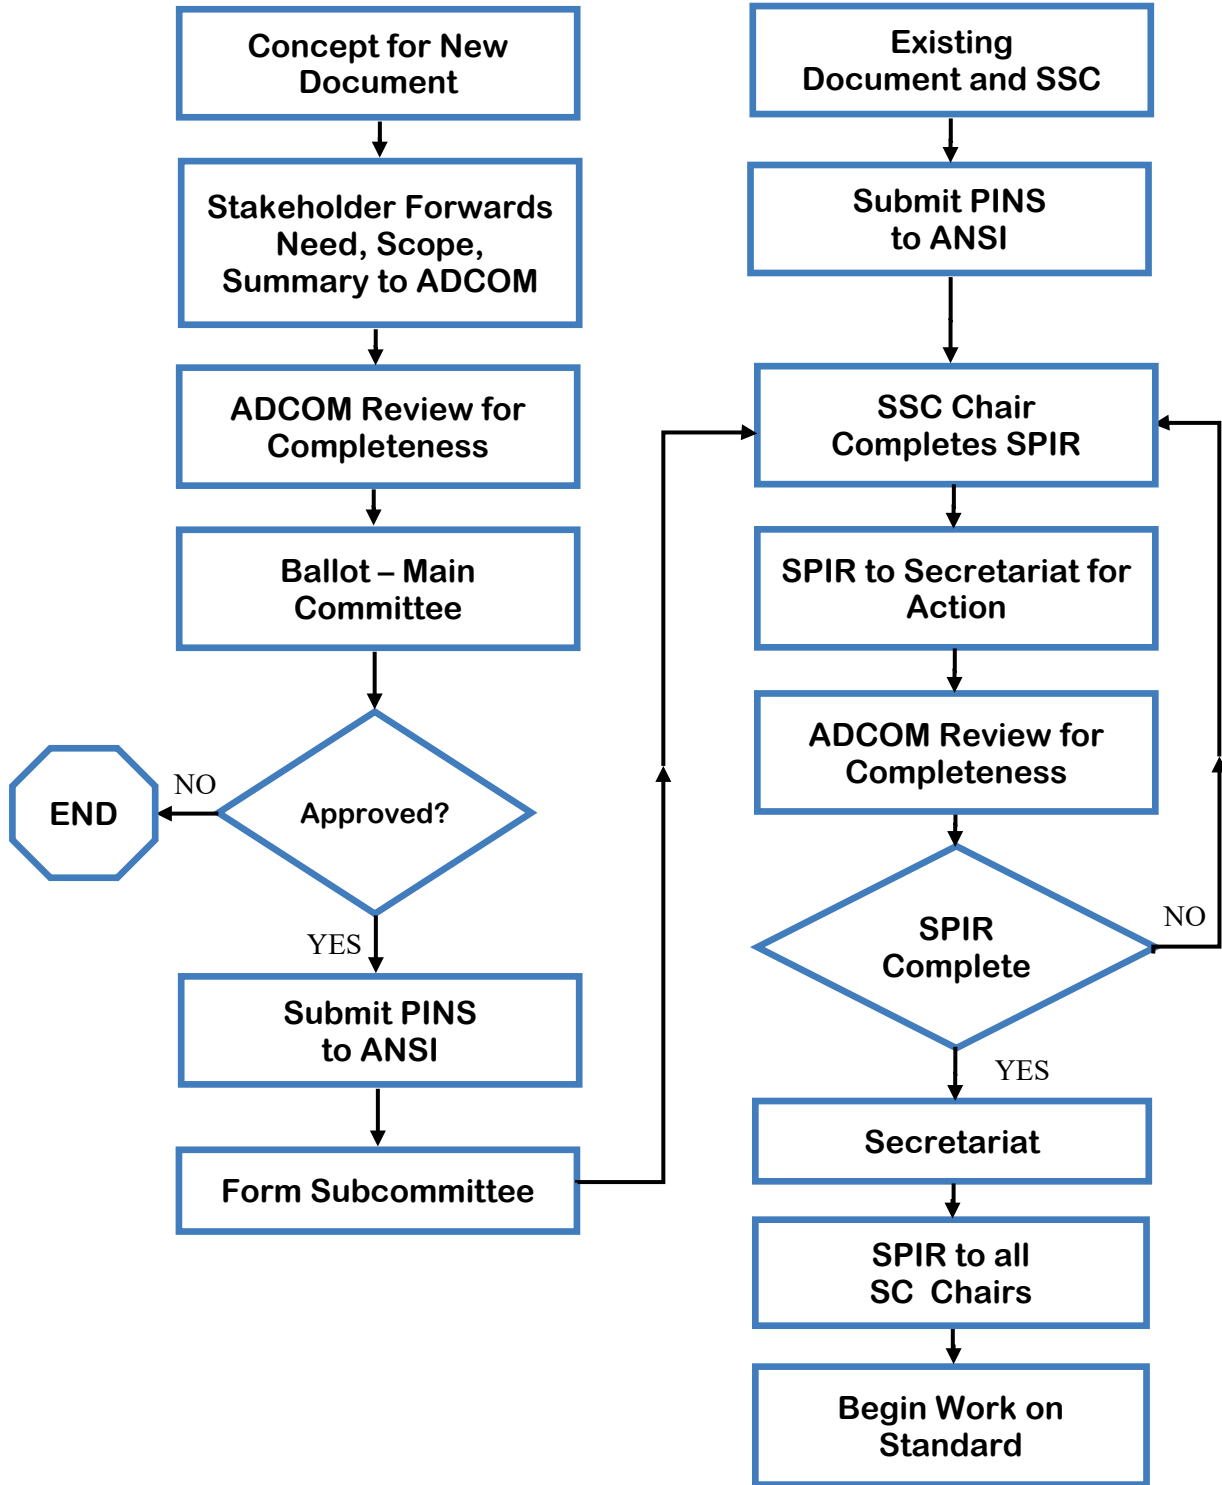 Concept for New
Document
Stakeholder Forwards
Need, Scope,
Summary to ADCOM
ADCOM Review for
Completeness
Ballot – Main
Committee
Approved?
NO
END
YES
Submit PINS
to ANSI
Form Subcommittee
Existing
Document and SSC
Submit PINS
to ANSI
SSC Chair
Completes SPIR
SPIR to Secretariat for
Action
ADCOM Review for
Completeness
SPIR
Complete
NO
YES
Secretariat
SPIR to all
SC Chairs
Begin Work on
Standard